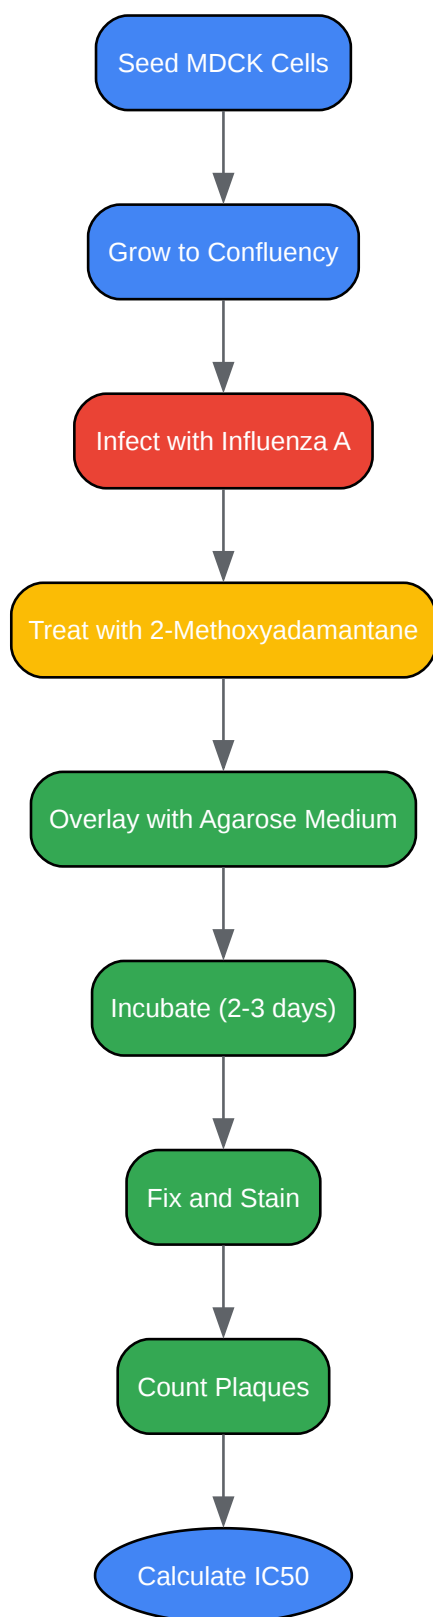 Seed MDCK Cells
Grow to Confluency
Infect with Influenza A
Treat with 2-Methoxyadamantane
Overlay with Agarose Medium
Incubate (2-3 days)
Fix and Stain
Count Plaques
Calculate IC50